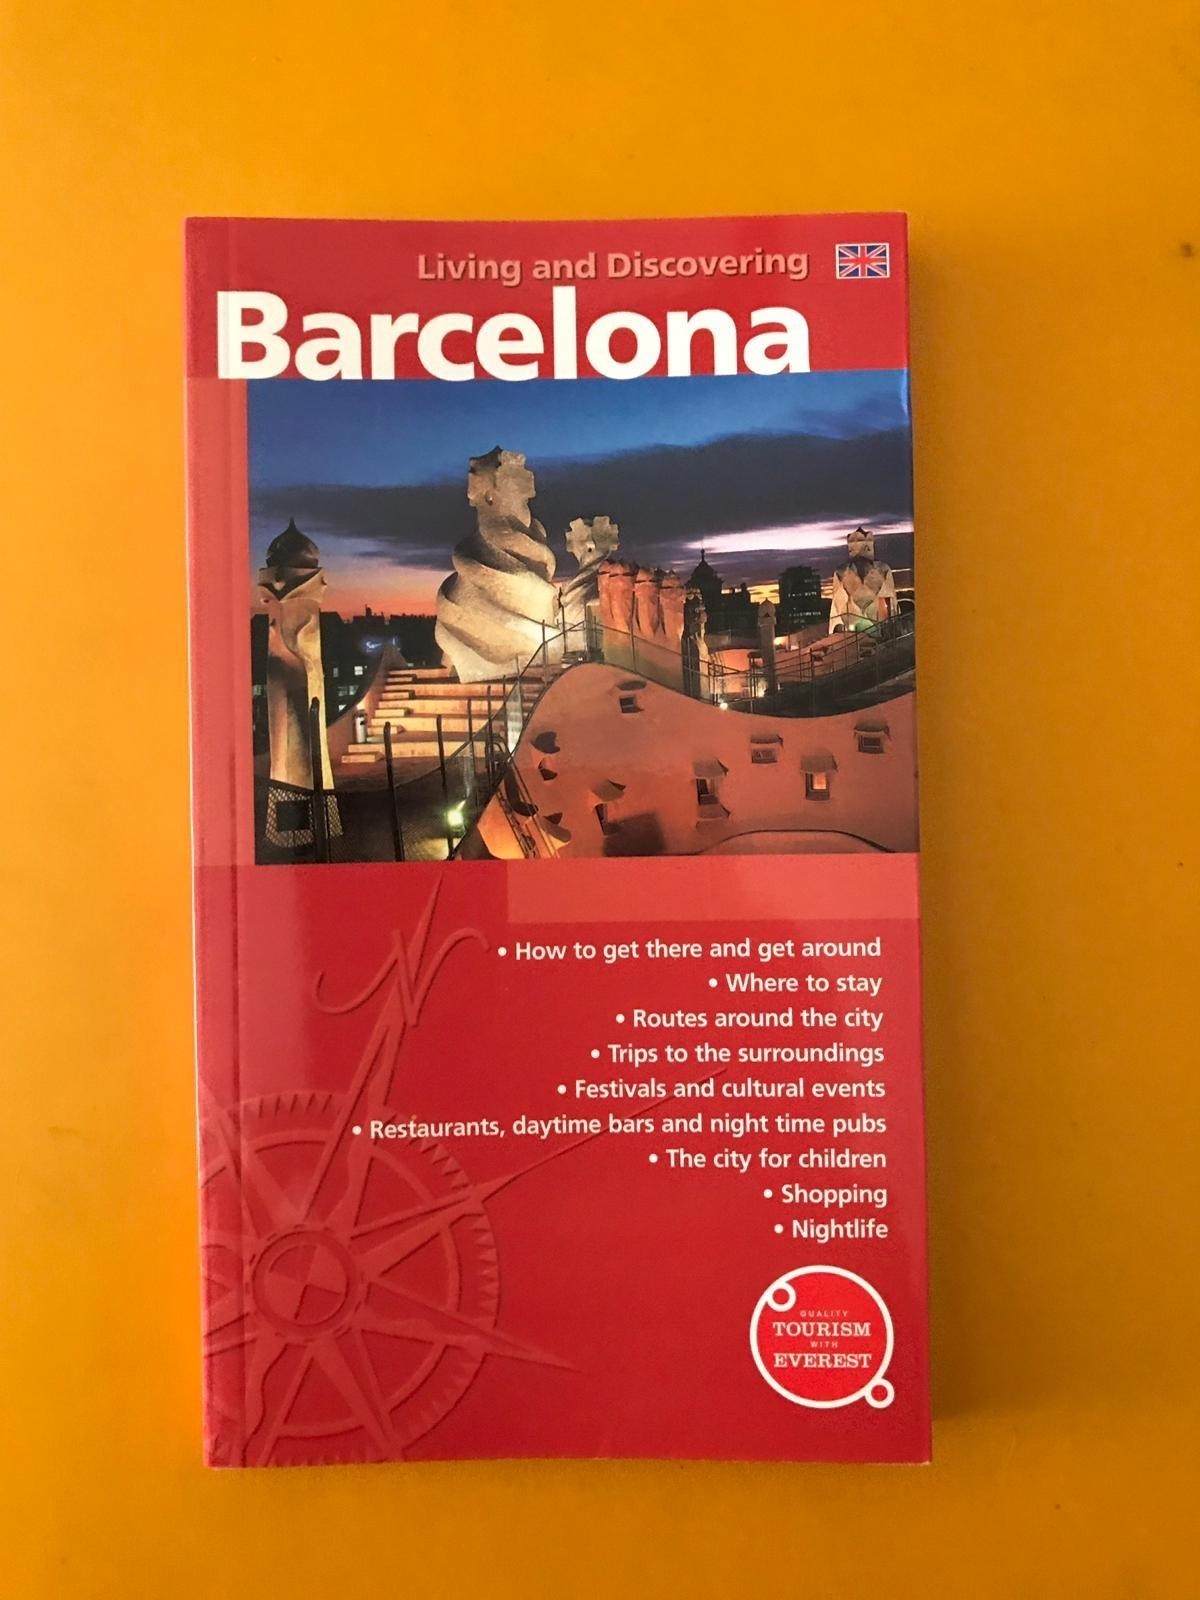 Living and Discovering
Barcelona
• How to get there and get around
• Where to stay
• Routes around the city
• Trips to the surroundings
• Festivals and cultural events
• Restaurants, daytime bars and night time pubs
• The city for children
• Shopping
• Nightlife
QUALITY
TOURISM
WITH
EVEREST
N